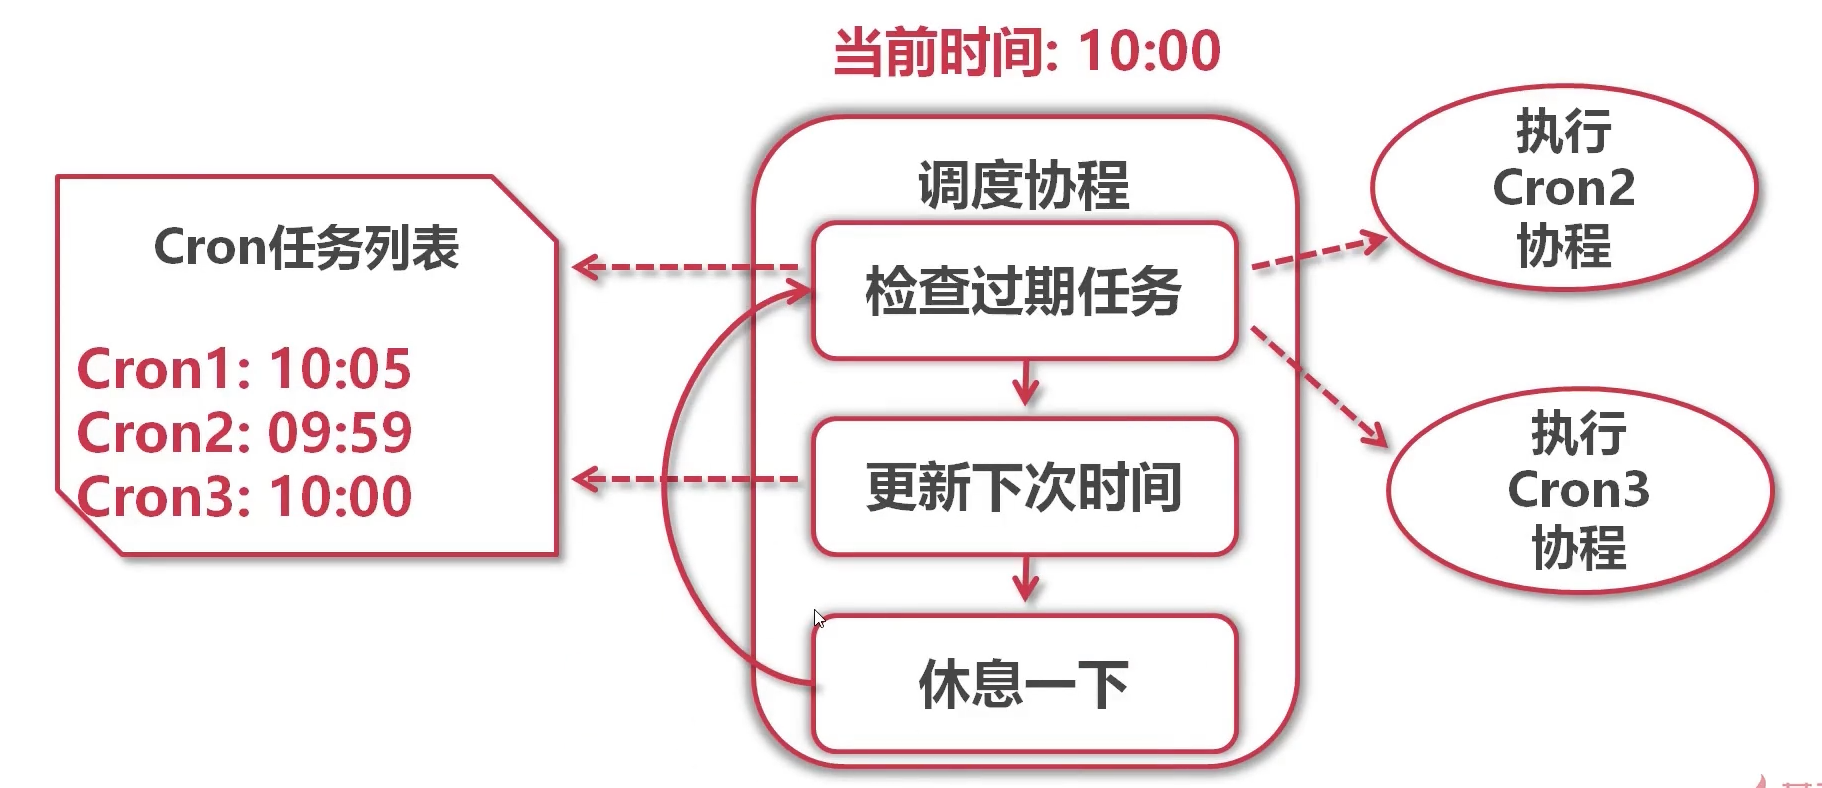 当前时间: 10:00
Cron任务列表
Cron1: 10:05
Cron2: 09:59
Cron3: 10:00
调度协程
检查过期任务
更新下次时间
休息一下
执行
Cron2
协程
执行
Cron3
协程